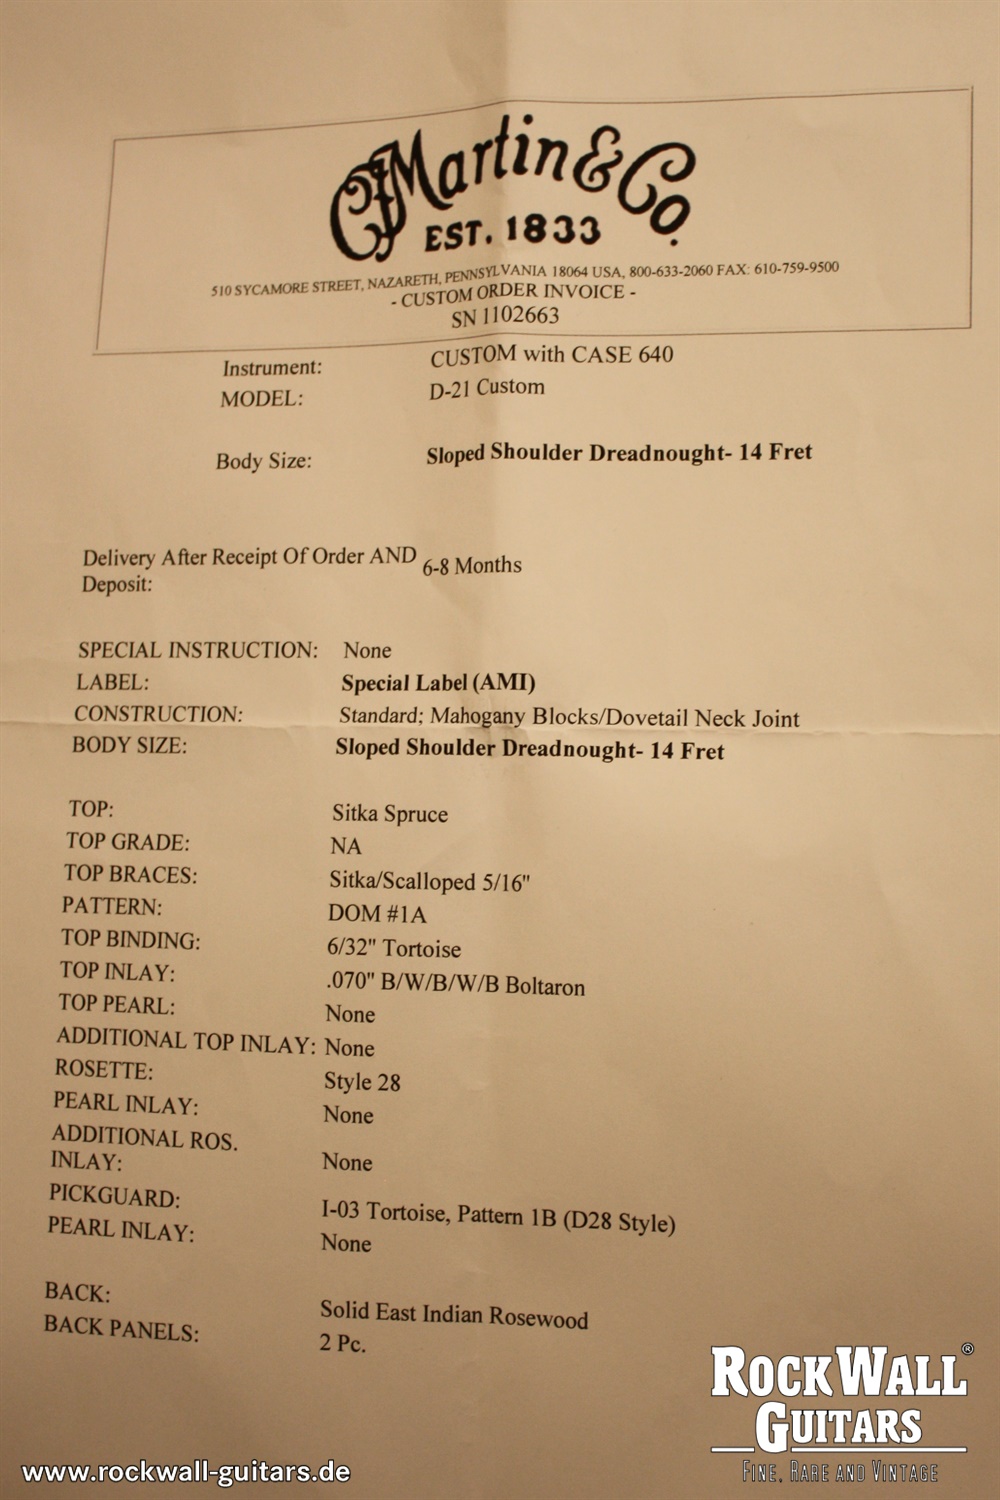 CFMartin & Co.
EST. 1833
510 SYCAMORE STREET, NAZARETH, PENNSYLVANIA 18064 USA, 800-633-2060 FAX: 610-759-9500
- CUSTOM ORDER INVOICE -
SN 1102663
Instrument: CUSTOM with CASE 640
MODEL: D-21 Custom
Body Size: Sloped Shoulder Dreadnought- 14 Fret
Delivery After Receipt Of Order AND 6-8 Months
Deposit:
SPECIAL INSTRUCTION: None
LABEL: Special Label (AMI)
CONSTRUCTION: Standard; Mahogany Blocks/Dovetail Neck Joint
BODY SIZE: Sloped Shoulder Dreadnought- 14 Fret
TOP: Sitka Spruce
TOP GRADE: NA
TOP BRACES: Sitka/Scalloped 5/16"
PATTERN: DOM #1A
TOP BINDING: 6/32" Tortoise
TOP INLAY: .070" B/W/B/W/B Boltaron
TOP PEARL: None
ADDITIONAL TOP INLAY: None
ROSETTE: Style 28
PEARL INLAY: None
ADDITIONAL ROS.
INLAY: None
PICKGUARD: I-03 Tortoise, Pattern 1B (D28 Style)
PEARL INLAY: None
BACK: Solid East Indian Rosewood
BACK PANELS: 2 Pc.
ROCKWALL®
GUITARS
FINE, RARE AND VINTAGE
www.rockwall-guitars.de